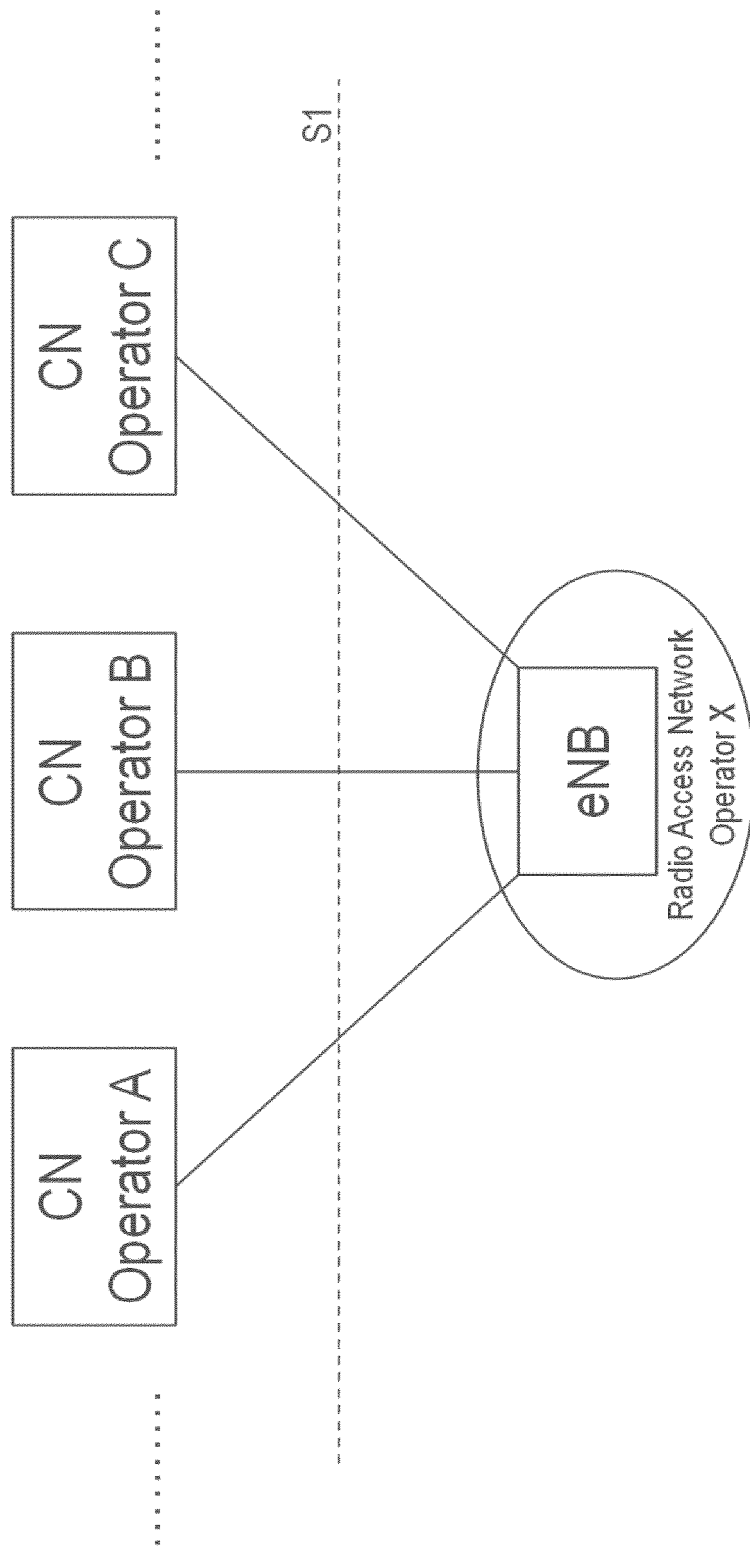 CN
Operator A
CN
Operator B
CN
Operator C
S1
eNB
Radio Access Network
Operator X